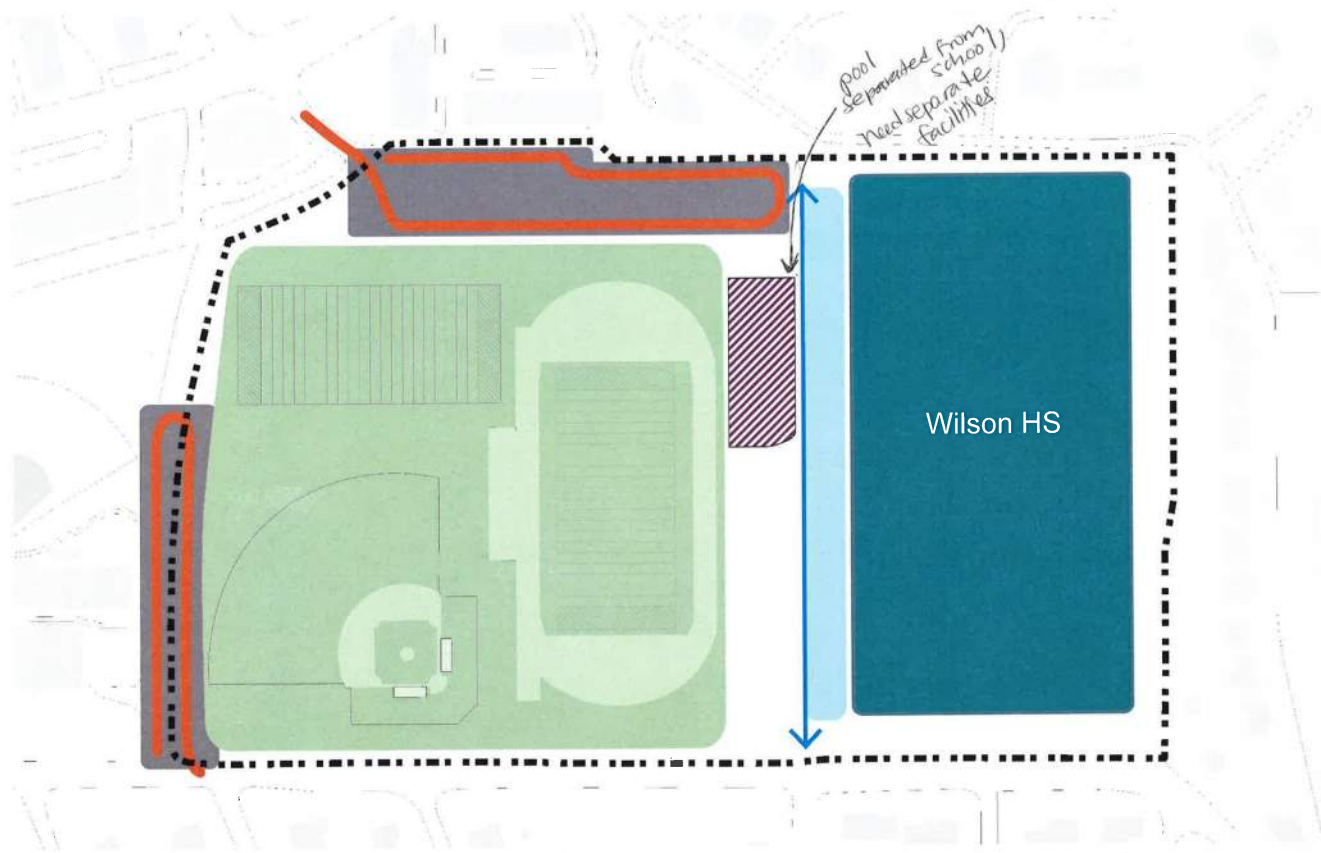 pool
separated from
school,
need separate
facilities
Wilson HS